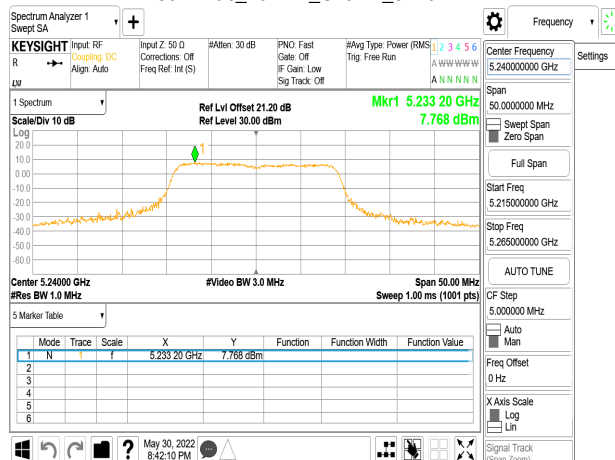 Spectrum Analyzer 1
Swept SA
Frequency
Settings
KEYSIGHT
R
Input: RF
Coupling: DC
Align: Auto
Input Z: 50 Ω
Corrections: Off
Freq Ref: Int (S)
#Atten: 30 dB
PNO: Fast
Gate: Off
IF Gain: Low
Sig Track: Off
#Avg Type: Power (RMS
Trig: Free Run
1 2 3 4 5 6
A W W W W W
A N N N N N
1 Spectrum
Scale/Div 10 dB
Ref Lvl Offset 21.20 dB
Ref Level 30.00 dBm
Mkr1 5.233 20 GHz
7.768 dBm
Log
20.0
10.0
0.00
-10.0
-20.0
-30.0
-40.0
-50.0
-60.0
1
Center 5.24000 GHz
#Res BW 1.0 MHz
#Video BW 3.0 MHz
Span 50.00 MHz
Sweep 1.00 ms (1001 pts)
5 Marker Table
Mode Trace Scale X Y Function Function Width Function Value
1 N 1 f 5.233 20 GHz 7.768 dBm
2
3
4
5
6
Center Frequency
5.240000000 GHz
Span
50.0000000 MHz
Swept Span
Zero Span
Full Span
Start Freq
5.215000000 GHz
Stop Freq
5.265000000 GHz
AUTO TUNE
CF Step
5.000000 MHz
Auto
Man
Freq Offset
0 Hz
X Axis Scale
Log
Lin
Signal Track
(Span Zoom)
?
May 30, 2022
8:42:10 PM